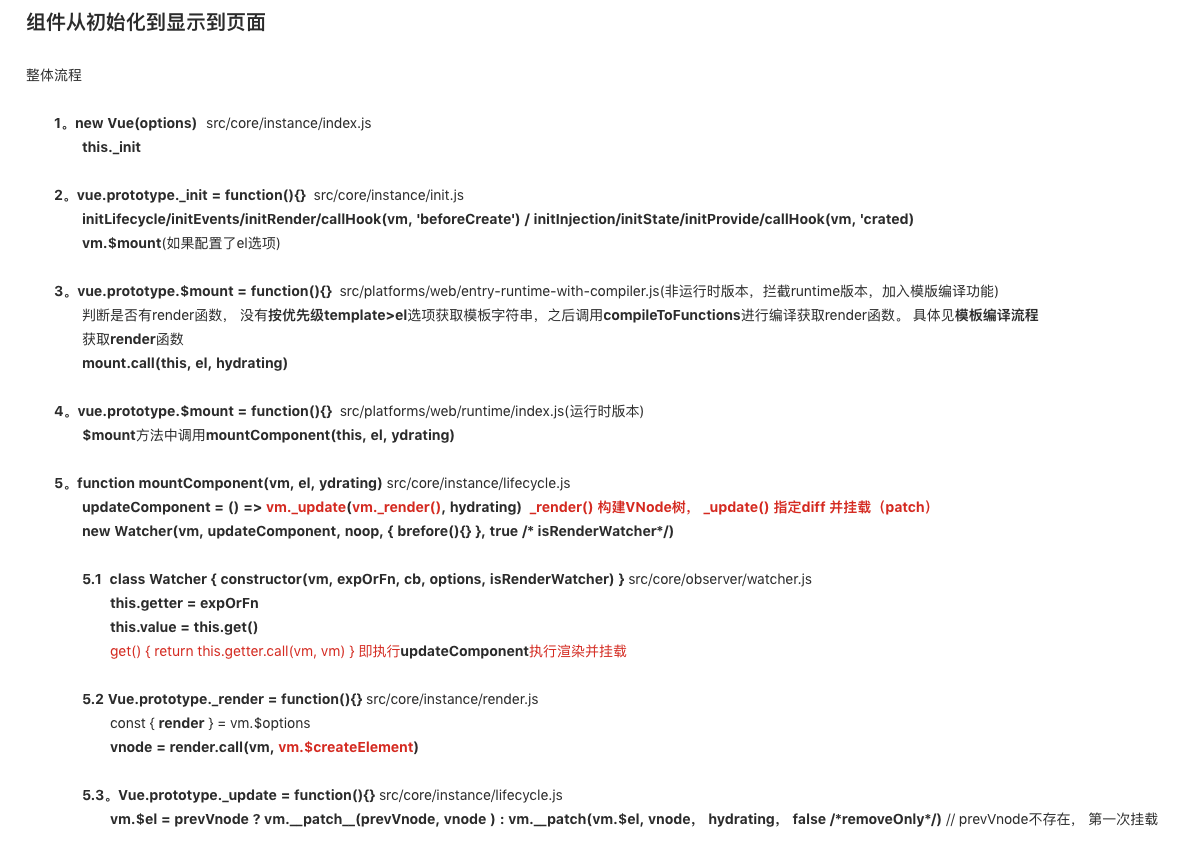 组件从初始化到显示到页面
整体流程
1。new Vue(options)  src/core/instance/index.js
this._init
2。vue.prototype._init = function(){}  src/core/instance/init.js
initLifecycle/initEvents/initRender/callHook(vm, 'beforeCreate') / initInjection/initState/initProvide/callHook(vm, 'crated)
vm.$mount(如果配置了el选项)
3。vue.prototype.$mount = function(){}  src/platforms/web/entry-runtime-with-compiler.js(非运行时版本，拦截runtime版本，加入模版编译功能)
判断是否有render函数， 没有按优先级template>el选项获取模板字符串，之后调用compileToFunctions进行编译获取render函数。 具体见模板编译流程
获取render函数
mount.call(this, el, hydrating)
4。vue.prototype.$mount = function(){}  src/platforms/web/runtime/index.js(运行时版本)
$mount方法中调用mountComponent(this, el, ydrating)
5。function mountComponent(vm, el, ydrating) src/core/instance/lifecycle.js
updateComponent = () => vm._update(vm._render(), hydrating)  _render() 构建VNode树， _update() 指定diff 并挂载（patch）
new Watcher(vm, updateComponent, noop, { brefore(){} }, true /* isRenderWatcher*/)
5.1  class Watcher { constructor(vm, expOrFn, cb, options, isRenderWatcher) } src/core/observer/watcher.js
this.getter = expOrFn
this.value = this.get()
get() { return this.getter.call(vm, vm) } 即执行updateComponent执行渲染并挂载
5.2 Vue.prototype._render = function(){} src/core/instance/render.js
const { render } = vm.$options
vnode = render.call(vm, vm.$createElement)
5.3。Vue.prototype._update = function(){} src/core/instance/lifecycle.js
vm.$el = prevVnode ? vm.__patch__(prevVnode, vnode ) : vm.__patch(vm.$el, vnode， hydrating， false /*removeOnly*/) // prevVnode不存在， 第一次挂载